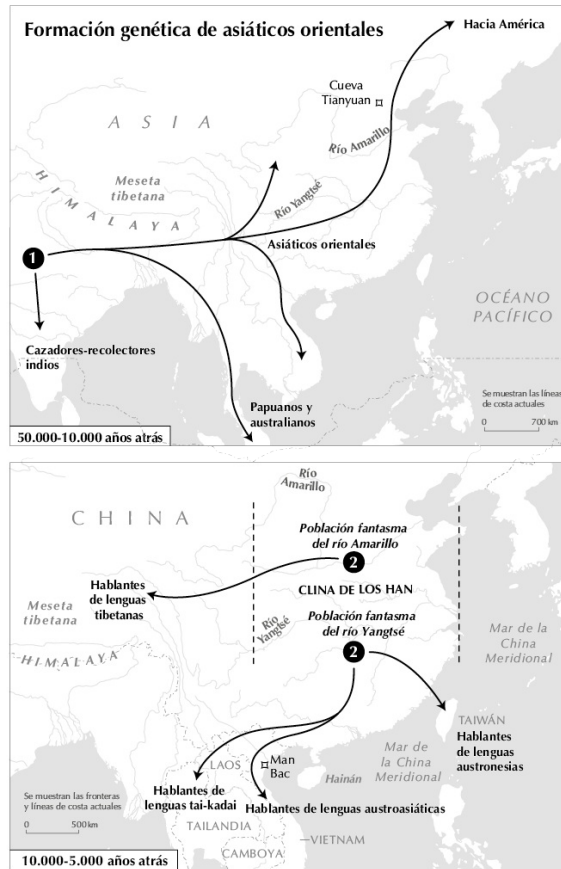 Formación genética de asiáticos orientales
Hacia América
Cueva
Tianyuan
ASIA
Río Amarillo
Meseta
tibetana
HIMALAYA
Río Yangtsé
Asiáticos orientales
1
OCÉANO
PACÍFICO
Cazadores-recolectores
indios
Papuanos y
australianos
Se muestran las líneas
de costa actuales
0 700 km
50.000-10.000 años atrás
Río
Amarillo
CHINA
Población fantasma
del río Amarillo
2
Hablantes
de lenguas
tibetanas
CLINA DE LOS HAN
Meseta
tibetana
Río
Yangtsé
Población fantasma
del río Yangtsé
2
Mar de la
China
Meridional
HIMALAYA
TAIWÁN
Hablantes
de lenguas
austronesias
LAOS
Man
Bac
Mar de
la China
Meridional
Hainán
Hablantes de
lenguas tai-kadai
Hablantes de lenguas austroasiáticas
Se muestran las fronteras
y líneas de costa actuales
0 500 km
TAILANDIA
VIETNAM
CAMBOYA
10.000-5.000 años atrás